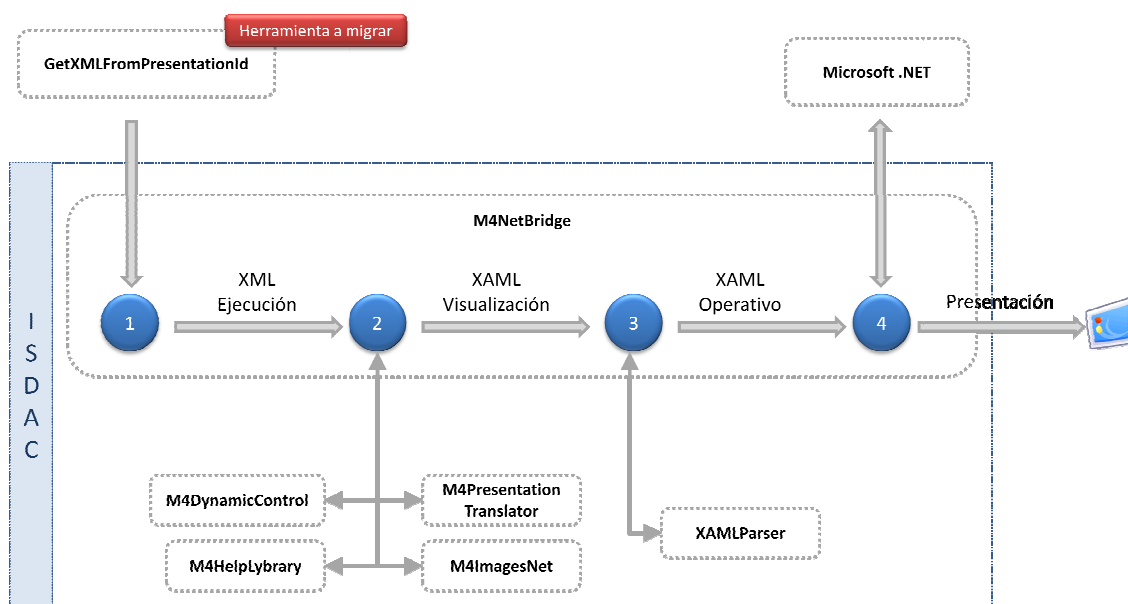 Herramienta a migrar
GetXMLFromPresentationId
Microsoft .NET
M4NetBridge
XML
Ejecución
XAML
Visualización
XAML
Operativo
Presentación
1
2
3
4
I
S
D
A
C
M4DynamicControl
M4Presentation
Translator
XAMLParser
M4HelpLybrary
M4ImagesNet